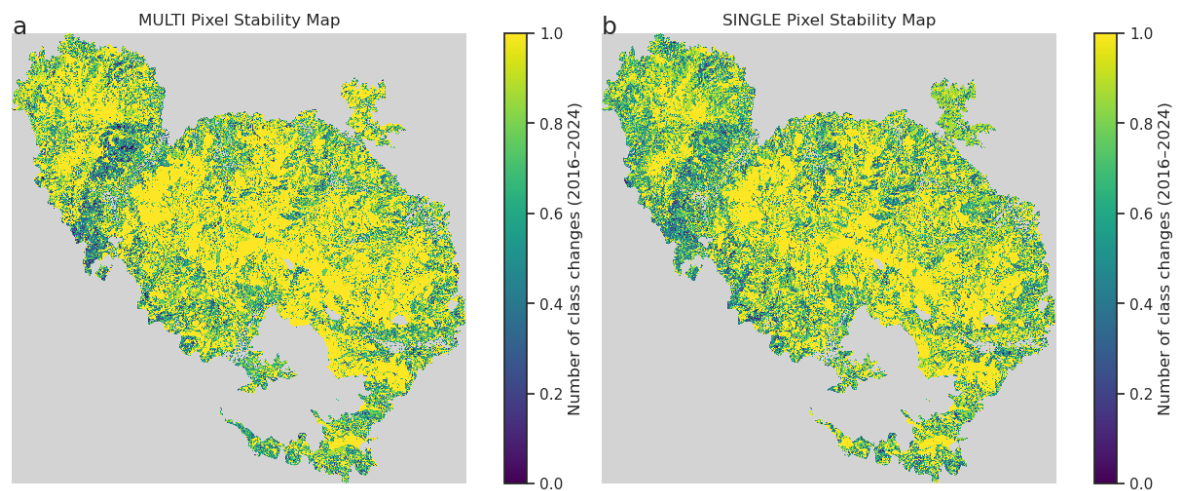 a
MULTI Pixel Stability Map
1.0
0.8
0.6
0.4
0.2
0.0
Number of class changes (2016–2024)
b
SINGLE Pixel Stability Map
1.0
0.8
0.6
0.4
0.2
0.0
Number of class changes (2016–2024)